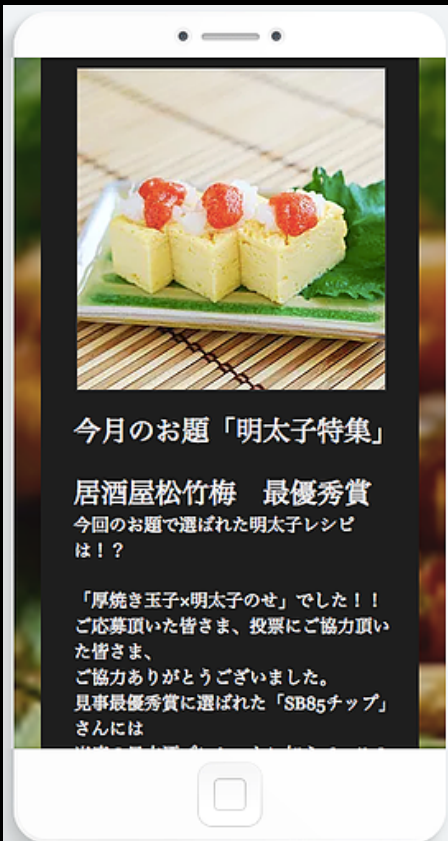 今月のお題「明太子特集」
居酒屋松竹梅　最優秀賞
今回のお題で選ばれた明太子レシピ
は！？
「厚焼き玉子×明太子のせ」でした！！
ご応募頂いた皆さま、投票にご協力頂い
た皆さま、
ご協力ありがとうございました。
見事最優秀賞に選ばれた「SB85チップ」
さんには